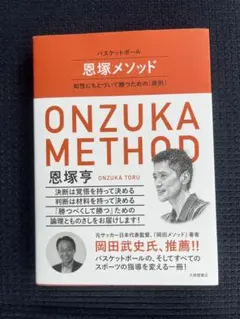 バスケットボール
恩塚メソッド
知性にもとづいて勝つための「原則」
ONZUKA
METHOD
恩塚亨
ONZUKA TORU
決断は覚悟を持って決める
判断は材料を持って決める
「勝つべくして勝つ」ための
論理とものさしをお届けします!
元サッカー日本代表監督、『岡田メソッド』著者
岡田武史氏、推薦!!
バスケットボールの、そしてすべての
スポーツの指導を変える一冊!
大修館書店